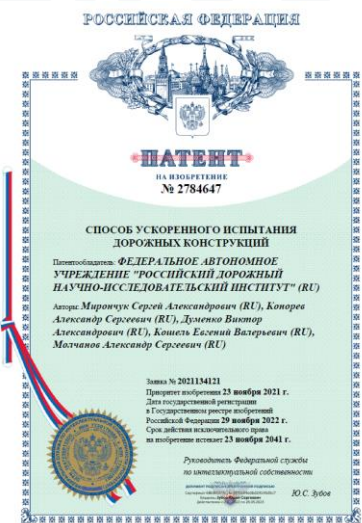 РОССИЙСКАЯ ФЕДЕРАЦИЯ
ПАТЕНТ
НА ИЗОБРЕТЕНИЕ
№ 2784647
СПОСОБ УСКОРЕННОГО ИСПЫТАНИЯ
ДОРОЖНЫХ КОНСТРУКЦИЙ
Патентообладатель: ФЕДЕРАЛЬНОЕ АВТОНОМНОЕ
УЧРЕЖДЕНИЕ "РОССИЙСКИЙ ДОРОЖНЫЙ
НАУЧНО-ИССЛЕДОВАТЕЛЬСКИЙ ИНСТИТУТ" (RU)
Авторы: Мирончук Сергей Александрович (RU), Конорев
Александр Сергеевич (RU), Думенко Виктор
Александрович (RU), Кошель Евгений Валерьевич (RU),
Молчанов Александр Сергеевич (RU)
Заявка № 2021134121
Приоритет изобретения 23 ноября 2021 г.
Дата государственной регистрации
в Государственном реестре изобретений
Российской Федерации 29 ноября 2022 г.
Срок действия исключительного права
на изобретение истекает 23 ноября 2041 г.
Руководитель Федеральной службы
по интеллектуальной собственности
ДОКУМЕНТ ПОДПИСАН ЭЛЕКТРОННОЙ ПОДПИСЬЮ
Ю.С. Зубов